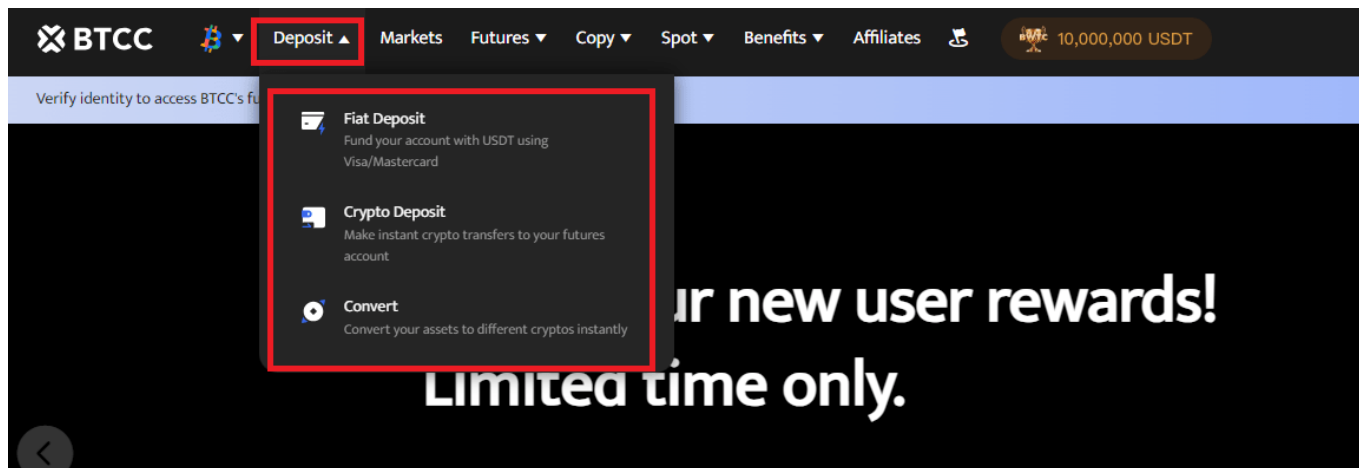 BTCC
Deposit ▲ Markets Futures ▼ Copy ▼ Spot ▼ Benefits ▼ Affiliates 10,000,000 USDT
Verify identity to access BTCC's fu
Fiat Deposit
Fund your account with USDT using
Visa/Mastercard
Crypto Deposit
Make instant crypto transfers to your futures
account
Convert
Convert your assets to different cryptos instantly
ur new user rewards!
Limited time only.